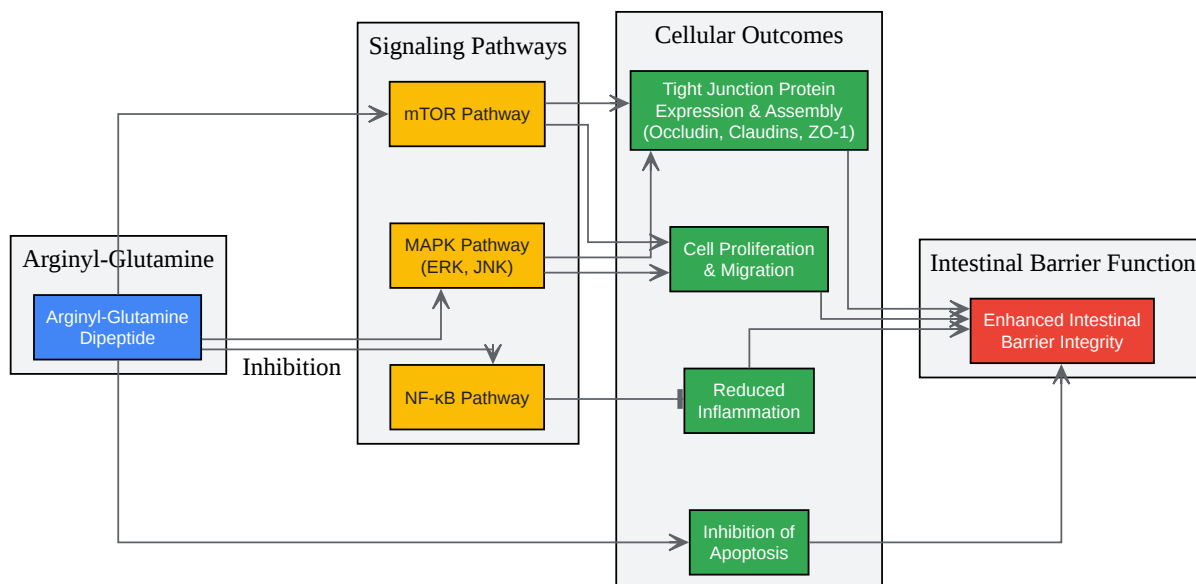 Arginyl-Glutamine
Arginyl-Glutamine
Dipeptide
Inhibition
Signaling Pathways
mTOR Pathway
MAPK Pathway
(ERK, JNK)
NF-κB Pathway
Cellular Outcomes
Tight Junction Protein
Expression & Assembly
(Occludin, Claudins, ZO-1)
Cell Proliferation
& Migration
Reduced
Inflammation
Inhibition of
Apoptosis
Intestinal Barrier Function
Enhanced Intestinal
Barrier Integrity